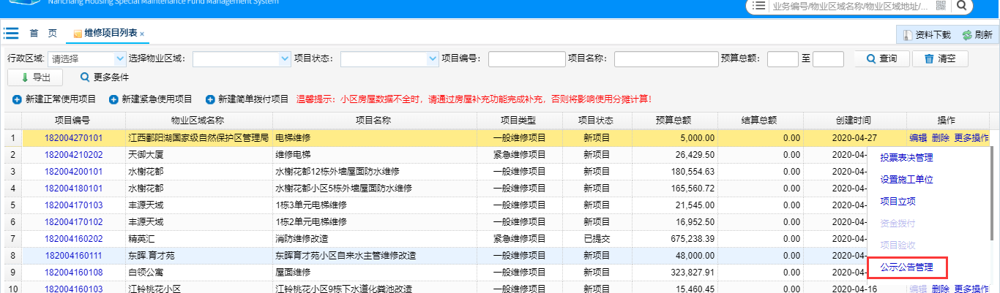 Nanchang Housing Special Maintenance Fund Management System
业务编号/物业区域名称/物业区域地址/...
首 页 维修项目列表 × 资料下载 刷新
行政区域: 请选择 选择物业区域: 项目状态: 项目编号: 项目名称: 预算总额: 至 查询 清空
导出 更多条件
新建正常使用项目 新建紧急使用项目 新建简单拨付项目 温馨提示：小区房屋数据不全时，请通过房屋补充功能完成补充，否则将影响使用分摊计算！
项目编号 物业区域名称 项目名称 项目类型 项目状态 预算总额 结算总额 创建时间 操作
1 182004270101 江西鄱阳湖国家级自然保护区管理局 电梯维修 一般维修项目 新项目 5,000.00 0.00 2020-04-27 编辑 删除 更多操作
2 182004210202 天御大厦 维修电梯 紧急维修项目 新项目 26,429.50 0.00 2020-04- 投票表决管理
3 182004200101 水榭花都 水榭花都12栋外墙屋面防水维修 一般维修项目 新项目 180,554.63 0.00 2020-04-
4 182004180101 水榭花都 水榭花都小区5栋外墙屋面防水维修 一般维修项目 新项目 165,560.72 0.00 2020-04- 设置施工单位
5 182004170103 丰源天域 1栋3单元电梯维修 一般维修项目 新项目 21,545.00 0.00 2020-04- 项目立项
6 182004170102 丰源天域 1栋2单元电梯维修 一般维修项目 新项目 16,952.50 0.00 2020-04- 资金拨付
7 182004160202 精英汇 消防维修改造 紧急维修项目 已提交 675,238.39 0.00 2020-04- 项目验收
8 182004160111 东晖.育才苑 东晖育才苑小区自来水主管维修改造 一般维修项目 新项目 48,000.00 0.00 2020-04-
9 182004160108 白领公寓 屋面维修 一般维修项目 新项目 323,827.91 0.00 2020-04- 公示公告管理
10 182004160103 江铃桃花小区 江铃桃花小区9栋下水道化粪池改造 一般维修项目 新项目 15,460.45 0.00 2020-04-16 编辑 删除 更多操作